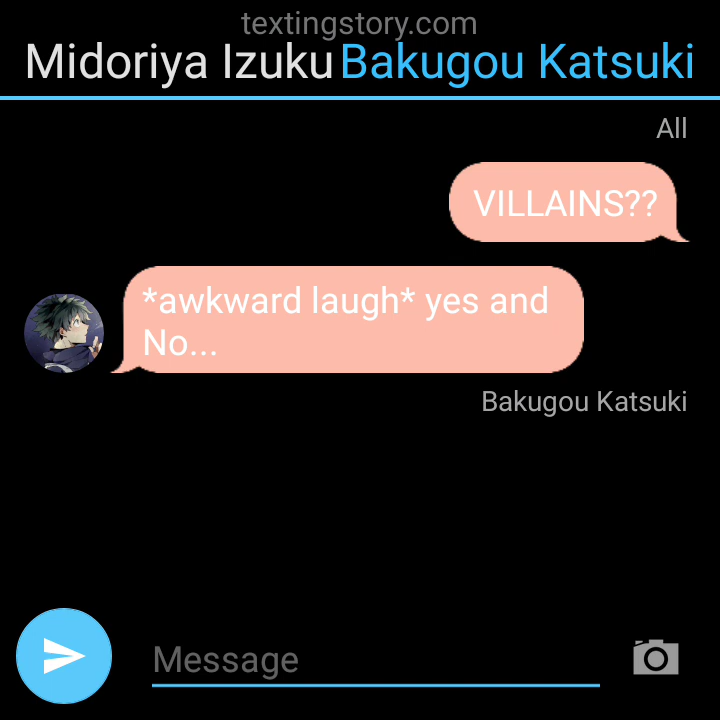 textingstory.com
Midoriya Izuku Bakugou Katsuki
All
VILLAINS??
*awkward laugh* yes and
No...
Bakugou Katsuki
Message